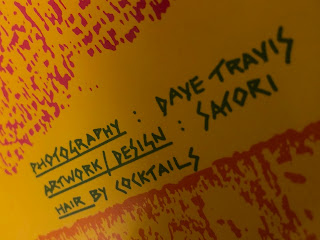 PHOTOGRAPHY : DAVE TRAVIS
ARTWORK/DESIGN : SATORI
HAIR BY COCKTAILS